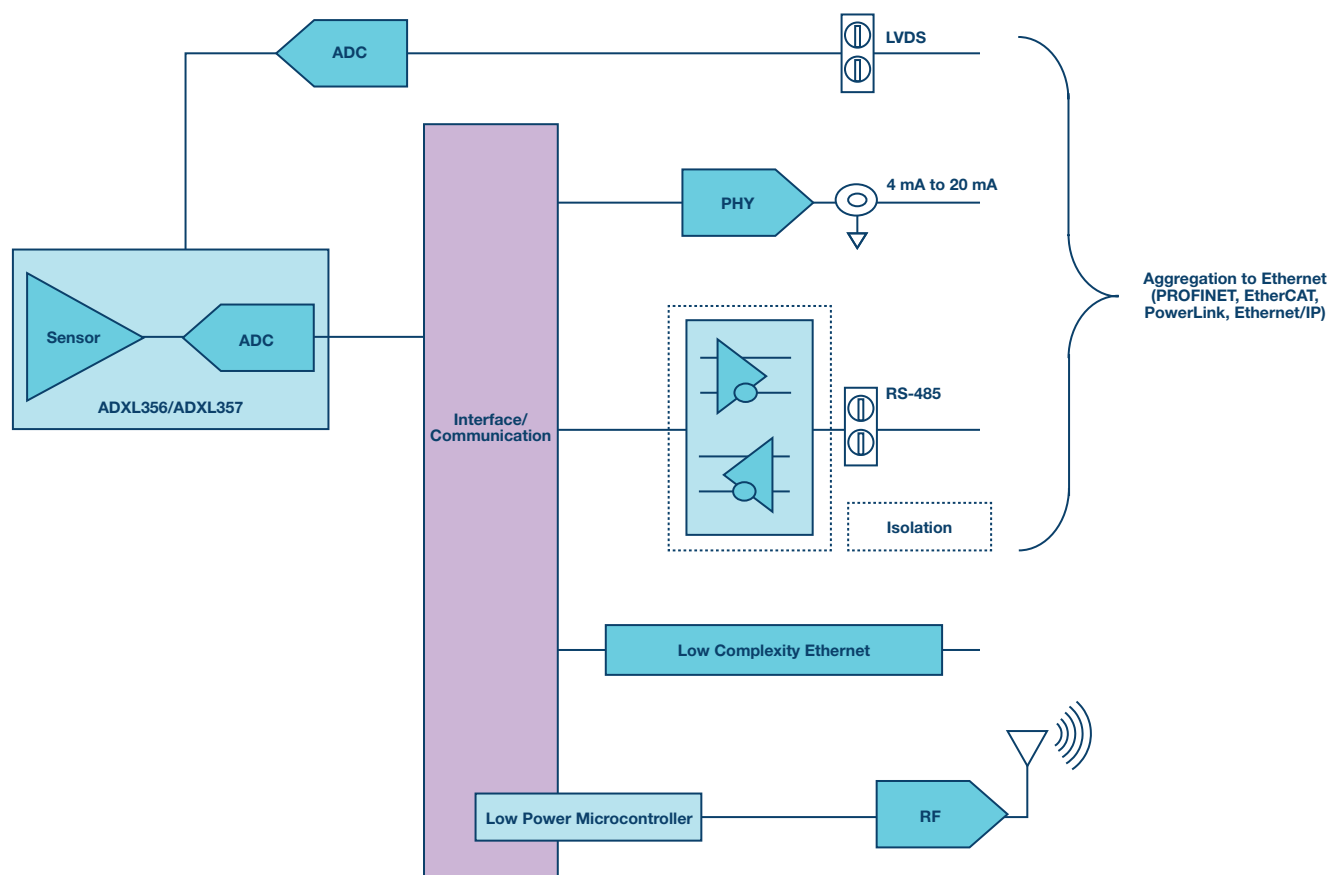 ADC
LVDS
PHY
4 mA to 20 mA
Aggregation to Ethernet
(PROFINET, EtherCAT,
PowerLink, Ethernet/IP)
Sensor
ADC
ADXL356/ADXL357
Interface/
Communication
RS-485
Isolation
Low Complexity Ethernet
Low Power Microcontroller
RF